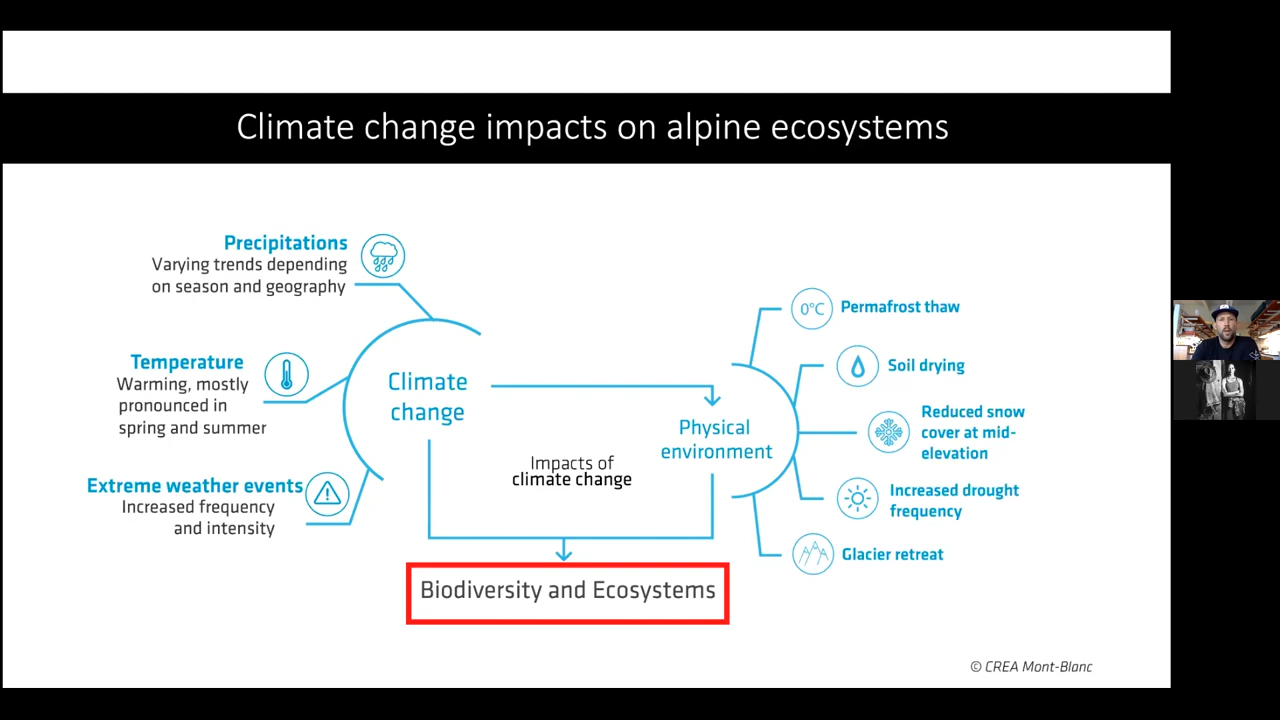 Climate change impacts on alpine ecosystems
Precipitations
Varying trends depending
on season and geography
Temperature
Warming, mostly
pronounced in
spring and summer
Extreme weather events
Increased frequency
and intensity
Climate
change
Impacts of
climate change
Physical
environment
0°C
Permafrost thaw
Soil drying
Reduced snow
cover at mid-
elevation
Increased drought
frequency
Glacier retreat
Biodiversity and Ecosystems
© CREA Mont-Blanc